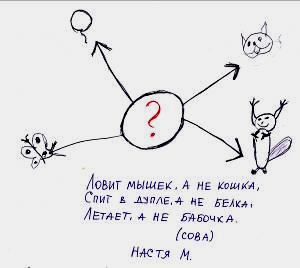 ?
Ловит мышек, а не кошка,
Спит в дупле, а не белка,
Летает, а не бабочка.
(сова)
Настя М.